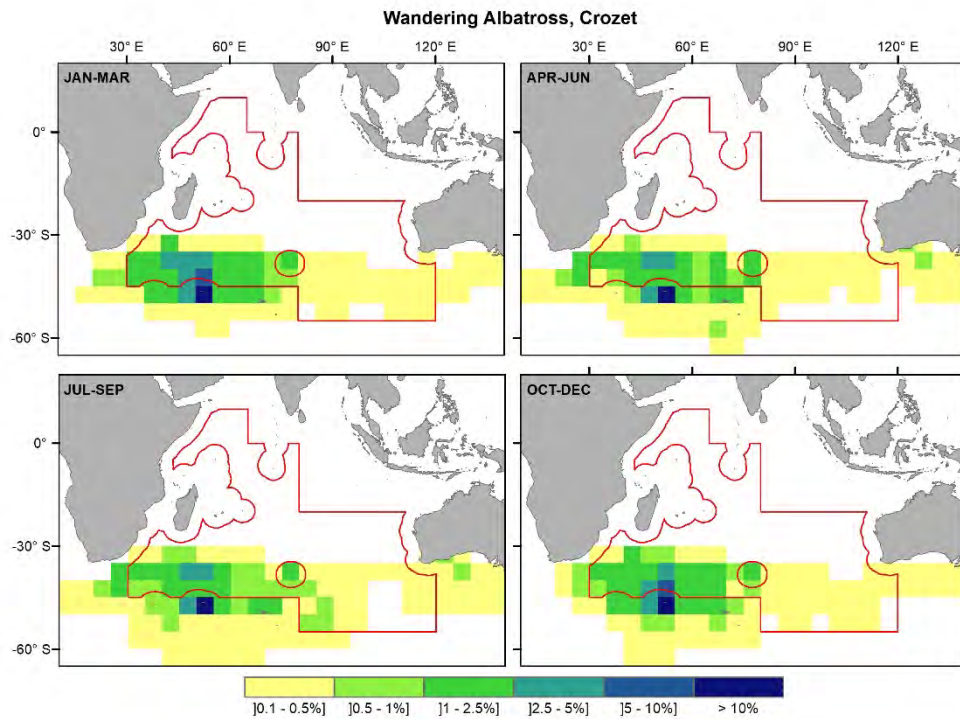 Wandering Albatross, Crozet
30° E 60° E 90° E 120° E 30° E 60° E 90° E 120° E
JAN-MAR APR-JUN
0°
-30°
-60° S
JUL-SEP OCT-DEC
0°
-30°
-60° S
]0.1 - 0.5%] ]0.5 - 1%] ]1 - 2.5%] ]2.5 - 5%] ]5 - 10%] > 10%